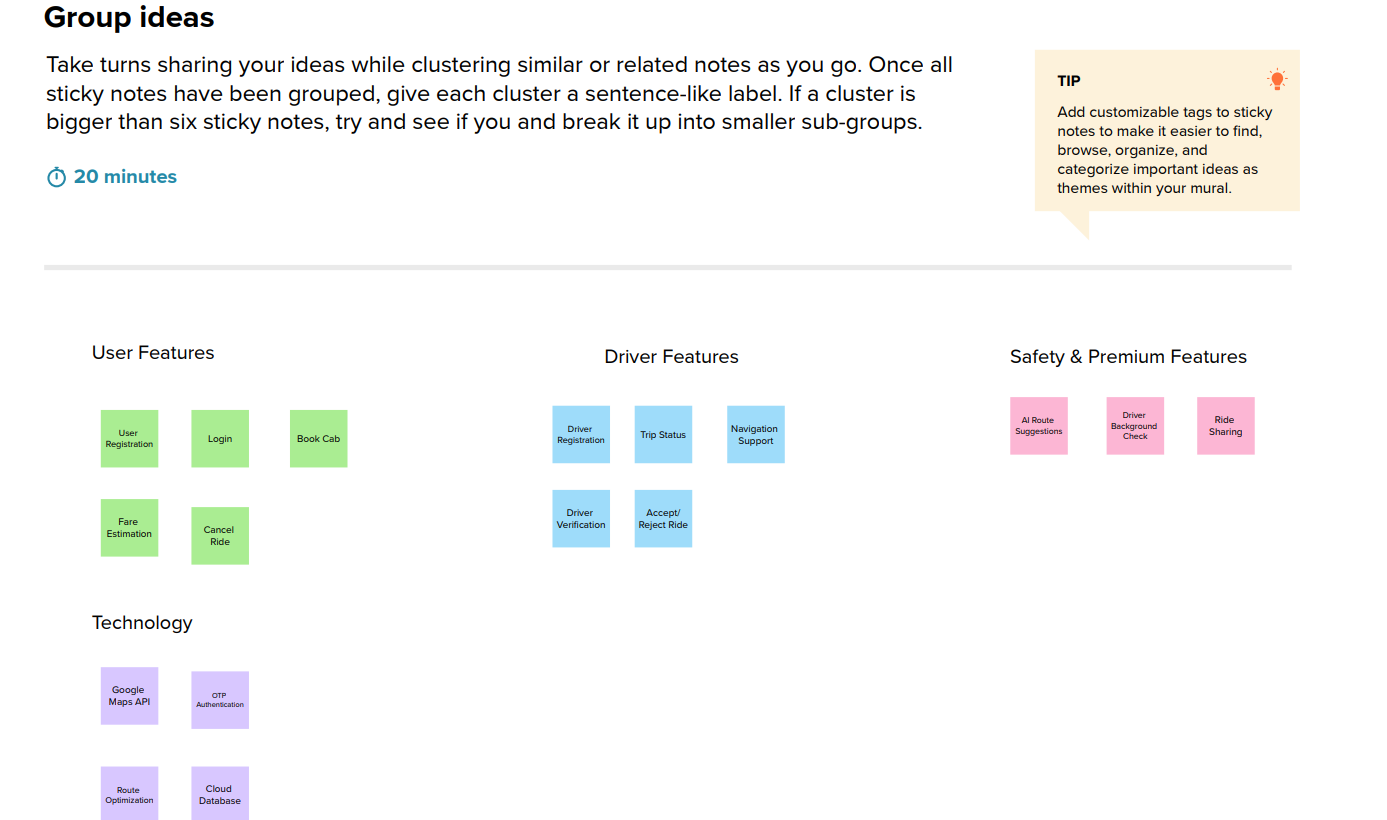 Group ideas
Take turns sharing your ideas while clustering similar or related notes as you go. Once all
sticky notes have been grouped, give each cluster a sentence-like label. If a cluster is
bigger than six sticky notes, try and see if you and break it up into smaller sub-groups.
20 minutes
TIP
Add customizable tags to sticky
notes to make it easier to find,
browse, organize, and
categorize important ideas as
themes within your mural.
User Features
User
Registration
Login
Book Cab
Fare
Estimation
Cancel
Ride
Driver Features
Driver
Registration
Trip Status
Navigation
Support
Driver
Verification
Accept/
Reject Ride
Safety & Premium Features
AI Route
Suggestions
Driver
Background
Check
Ride
Sharing
Technology
Google
Maps API
OTP
Authentication
Route
Optimization
Cloud
Database